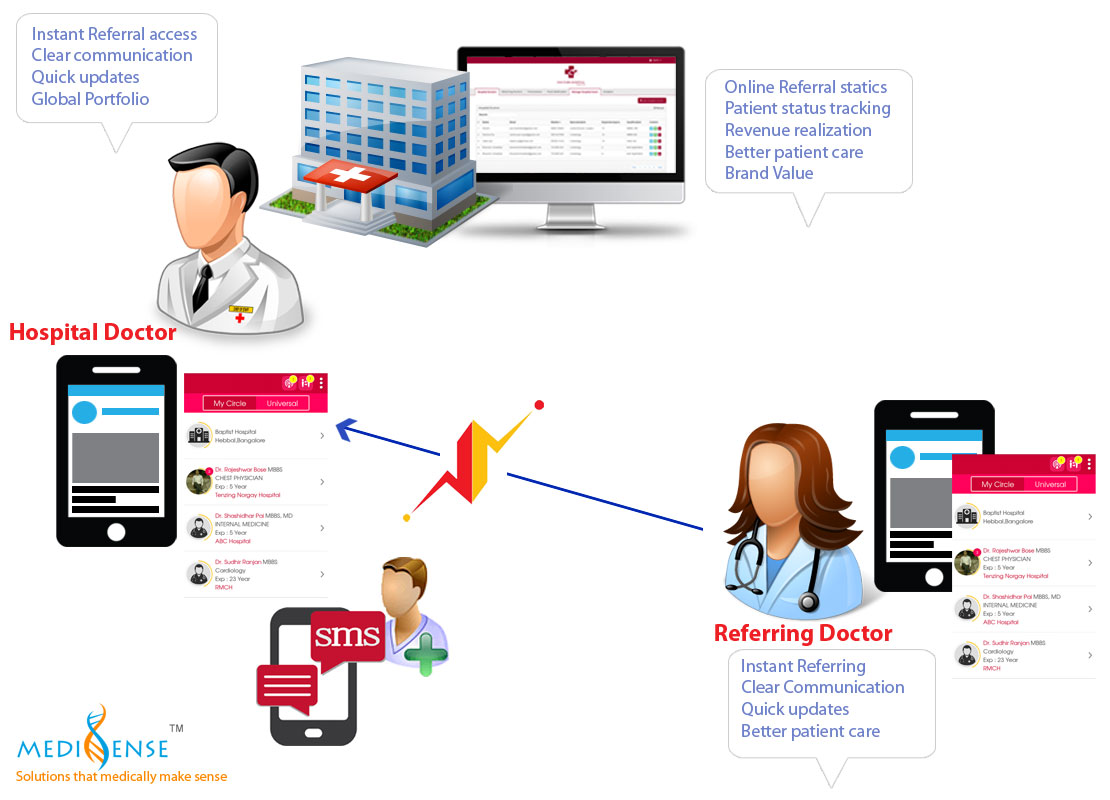 Instant Referral access
Clear communication
Quick updates
Global Portfolio
Online Referral statics
Patient status tracking
Revenue realization
Better patient care
Brand Value
Hospital Doctor
My Circle
Universal
Baptist Hospital
Hebbal,Bangalore
Dr. Rajeshwar Bose MBBS
CHEST PHYSICIAN
Exp : 5 Year
Tenzing Norgay Hospital
Dr. Shashidhar Pal MBBS, MD
INTERNAL MEDICINE
Exp : 5 Year
ABC Hospital
Dr. Sudhir Ranjan MBBS
Cardiology
Exp : 23 Year
RMCH
My Circle
Universal
Baptist Hospital
Hebbal,Bangalore
Dr. Rajeshwar Bose MBBS
CHEST PHYSICIAN
Exp : 5 Year
Tenzing Norgay Hospital
Dr. Shashidhar Pal MBBS, MD
INTERNAL MEDICINE
Exp : 5 Year
ABC Hospital
Dr. Sudhir Ranjan MBBS
Cardiology
Exp : 23 Year
RMCH
sms
Referring Doctor
Instant Referring
Clear Communication
Quick updates
Better patient care
MEDISENSE TM
Solutions that medically make sense